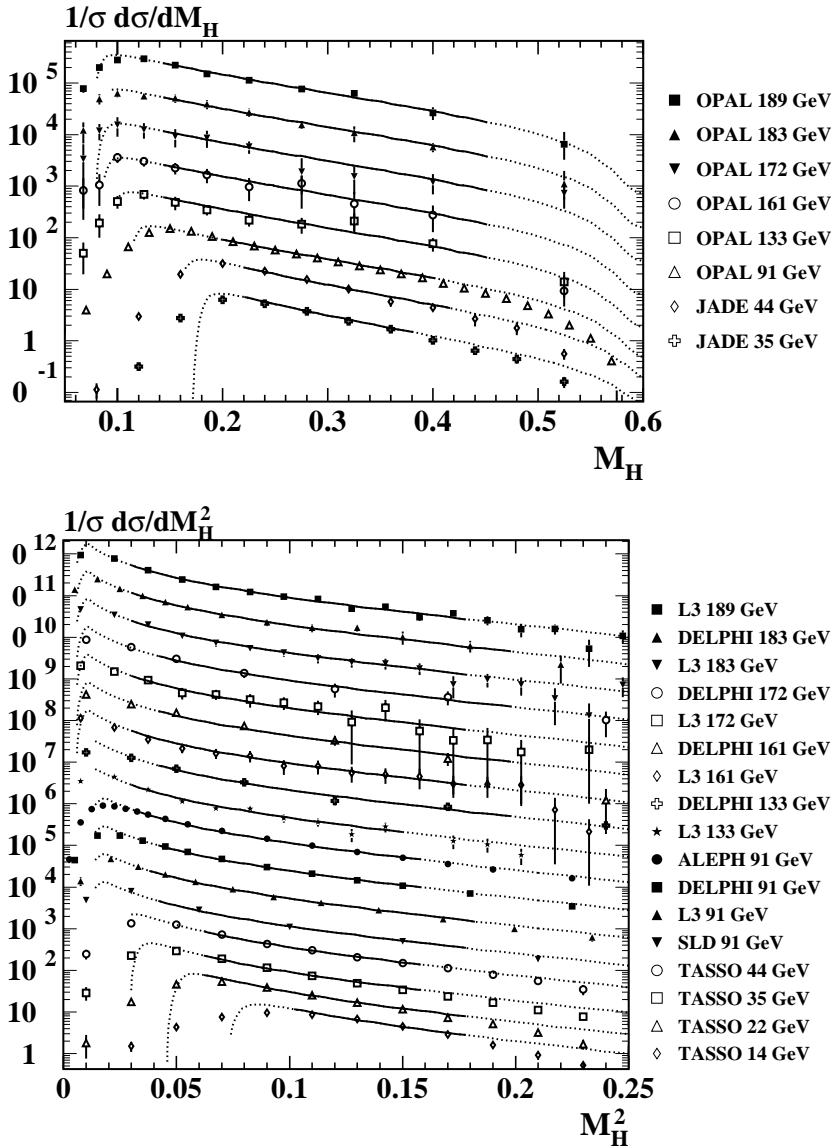 1/σ dσ/dM_H
10^5
10^4
10^3
10^2
10
1
0^-1
0.1 0.2 0.3 0.4 0.5 0.6
M_H
OPAL 189 GeV
OPAL 183 GeV
OPAL 172 GeV
OPAL 161 GeV
OPAL 133 GeV
OPAL 91 GeV
JADE 44 GeV
JADE 35 GeV
1/σ dσ/dM_H^2
0^12
0^11
0^10
10^9
10^8
10^7
10^6
10^5
10^4
10^3
10^2
10
1
0 0.05 0.1 0.15 0.2 0.25
M_H^2
L3 189 GeV
DELPHI 183 GeV
L3 183 GeV
DELPHI 172 GeV
L3 172 GeV
DELPHI 161 GeV
L3 161 GeV
DELPHI 133 GeV
L3 133 GeV
ALEPH 91 GeV
DELPHI 91 GeV
L3 91 GeV
SLD 91 GeV
TASSO 44 GeV
TASSO 35 GeV
TASSO 22 GeV
TASSO 14 GeV